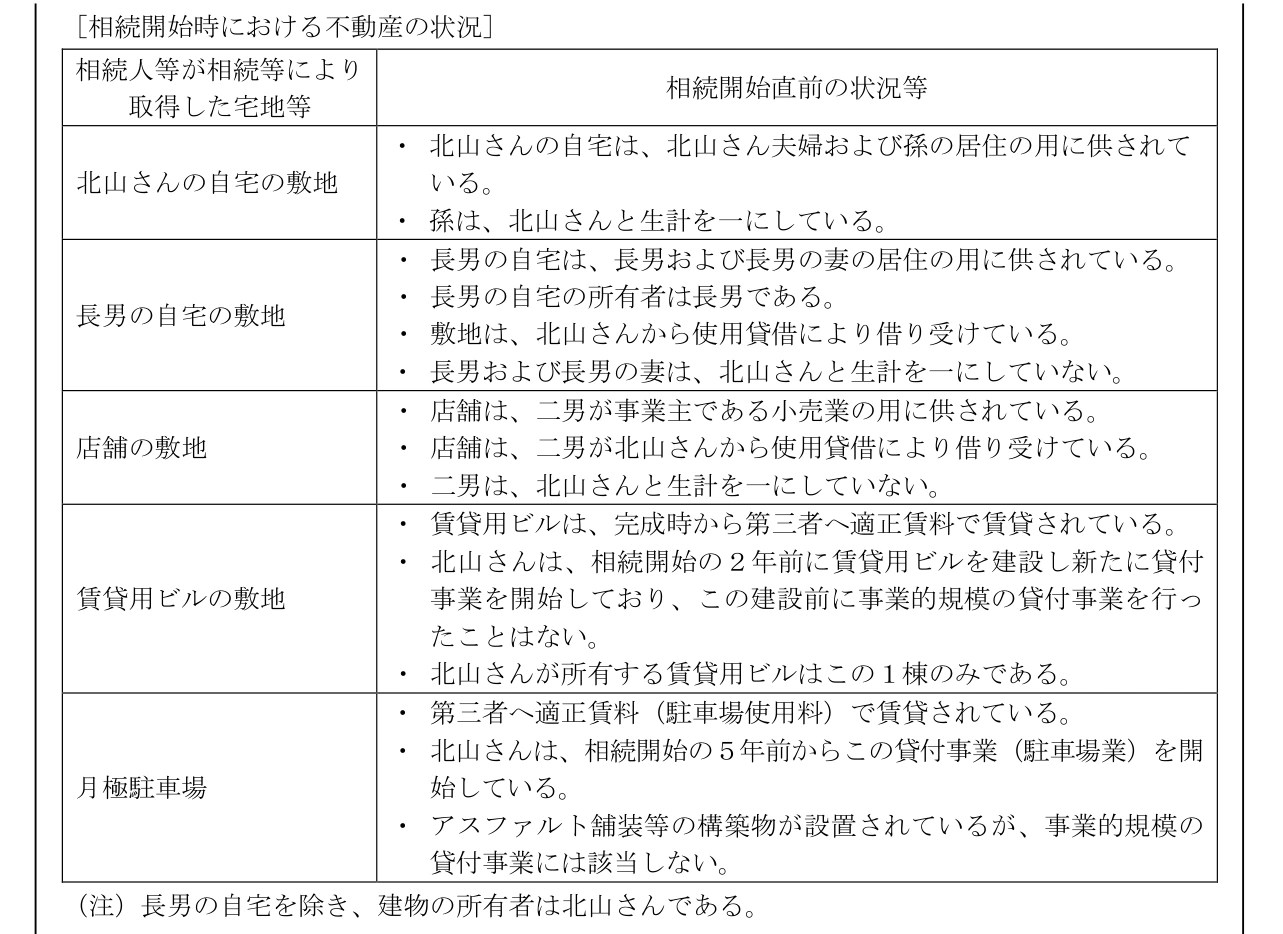 ［相続開始時における不動産の状況］
相続人等が相続等により
取得した宅地等
相続開始直前の状況等
北山さんの自宅の敷地
・ 北山さんの自宅は、北山さん夫婦および孫の居住の用に供されて
いる。
・ 孫は、北山さんと生計を一にしている。
長男の自宅の敷地
・ 長男の自宅は、長男および長男の妻の居住の用に供されている。
・ 長男の自宅の所有者は長男である。
・ 敷地は、北山さんから使用貸借により借り受けている。
・ 長男および長男の妻は、北山さんと生計を一にしていない。
店舗の敷地
・ 店舗は、二男が事業主である小売業の用に供されている。
・ 店舗は、二男が北山さんから使用貸借により借り受けている。
・ 二男は、北山さんと生計を一にしていない。
賃貸用ビルの敷地
・ 賃貸用ビルは、完成時から第三者へ適正賃料で賃貸されている。
・ 北山さんは、相続開始の２年前に賃貸用ビルを建設し新たに貸付
事業を開始しており、この建設前に事業的規模の貸付事業を行っ
たことはない。
・ 北山さんが所有する賃貸用ビルはこの１棟のみである。
月極駐車場
・ 第三者へ適正賃料（駐車場使用料）で賃貸されている。
・ 北山さんは、相続開始の５年前からこの貸付事業（駐車場業）を開
始している。
・ アスファルト舗装等の構築物が設置されているが、事業的規模の
貸付事業には該当しない。
（注）長男の自宅を除き、建物の所有者は北山さんである。